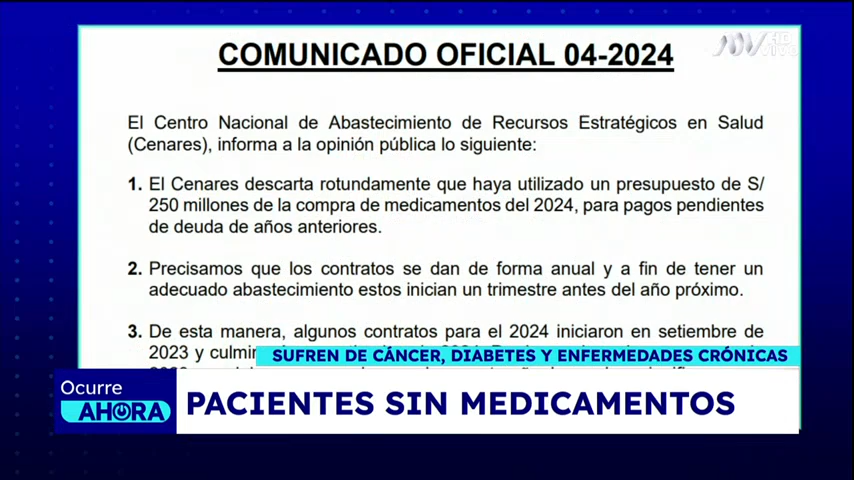 COMUNICADO OFICIAL 04-2024
El Centro Nacional de Abastecimiento de Recursos Estratégicos en Salud
(Cenares), informa a la opinión pública lo siguiente:
1. El Cenares descarta rotundamente que haya utilizado un presupuesto de S/
250 millones de la compra de medicamentos del 2024, para pagos pendientes
de deuda de años anteriores.
2. Precisamos que los contratos se dan de forma anual y a fin de tener un
adecuado abastecimiento estos inician un trimestre antes del año próximo.
3. De esta manera, algunos contratos para el 2024 iniciaron en setiembre de
2023 y
SUFREN DE CÁNCER, DIABETES Y ENFERMEDADES CRÓNICAS
Ocurre
AHORA
PACIENTES SIN MEDICAMENTOS